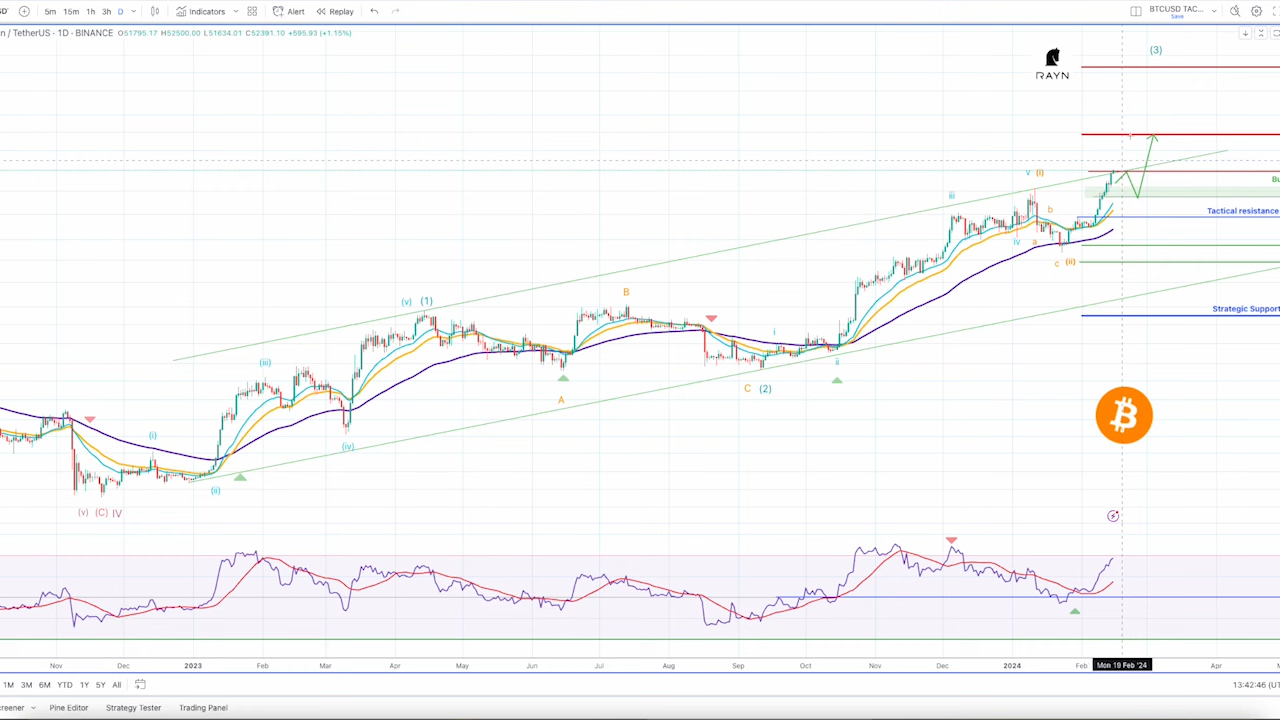 5m 15m 1h 3h D Indicators Alert Replay BTCUSD TAC...
Save
/ TetherUS · 1D · BINANCE O51795.17 H52500.00 L51634.01 C52391.10 +595.93 (+1.15%)
(3)
RAYN
v (i)
Bu
iii
b
Tactical resistance
iv a
c (ii)
(v) (1)
B
Strategic Support
i
(iii)
ii
A
C (2)
(i)
(iv)
(ii)
(v) (C) IV
Nov Dec 2023 Feb Mar Apr May Jun Jul Aug Sep Oct Nov Dec 2024 Feb Mon 19 Feb '24 Apr
1M 3M 6M YTD 1Y 5Y All 13:42:46 (UT
Pine Editor Strategy Tester Trading Panel